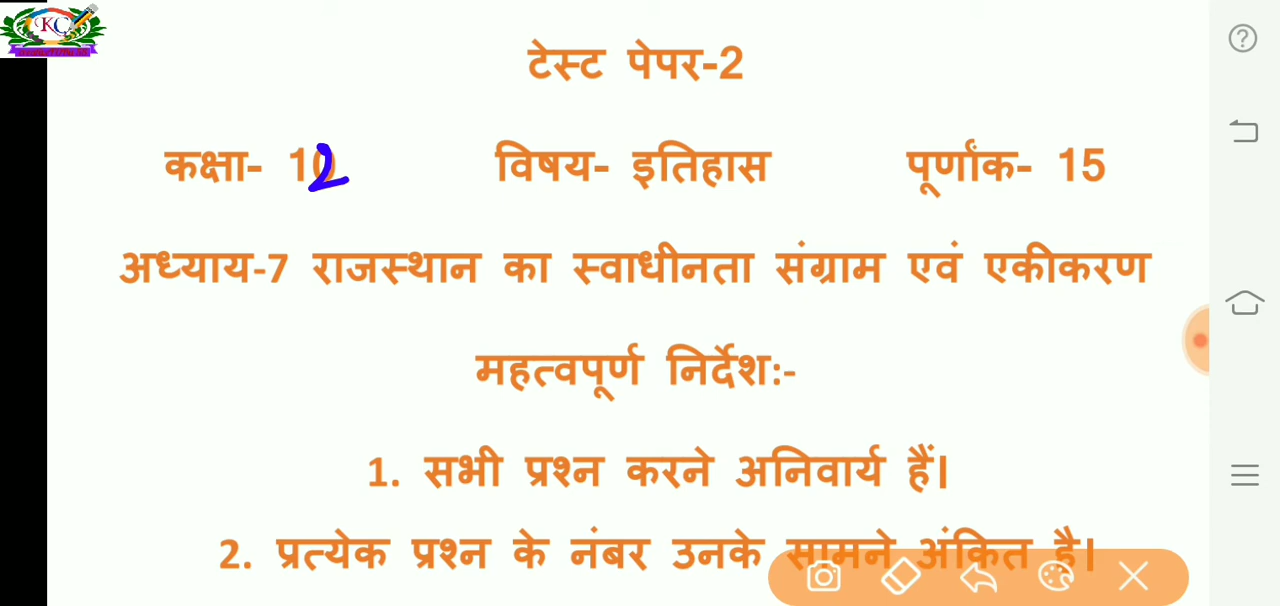 KC
टेस्ट पेपर-2
कक्षा- 12 विषय- इतिहास पूर्णांक- 15
अध्याय-7 राजस्थान का स्वाधीनता संग्राम एवं एकीकरण
महत्वपूर्ण निर्देश:-
1. सभी प्रश्न करने अनिवार्य हैं।
2. प्रत्येक प्रश्न के नंबर उनके सामने अंकित है।